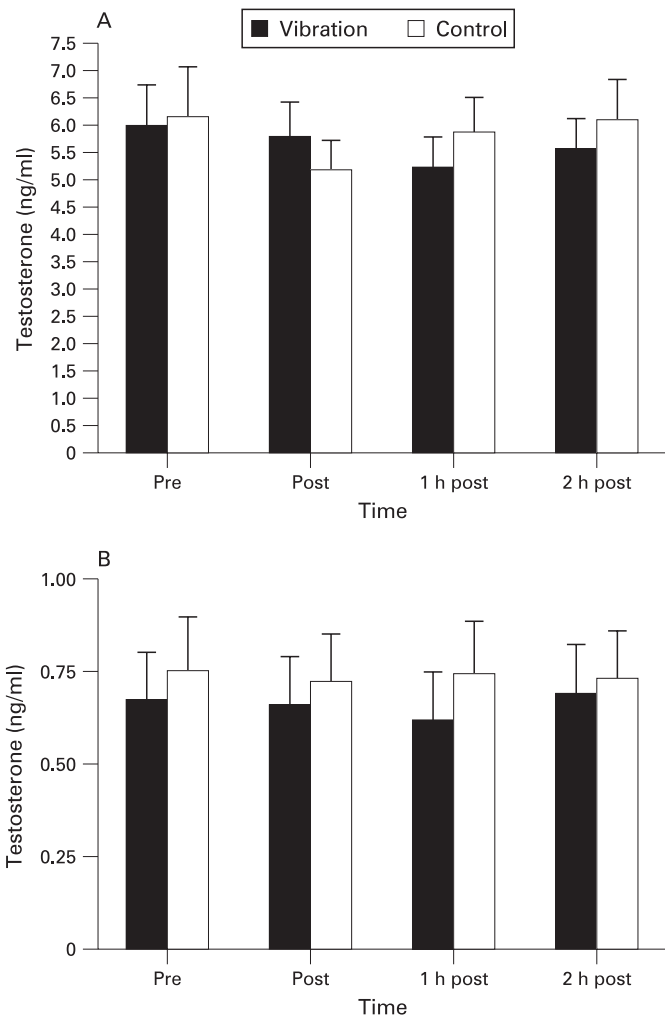 A
Vibration Control
7.5
7.0
6.5
6.0
5.5
5.0
4.5
4.0
3.5
3.0
2.5
2.0
1.5
1.0
0.5
0
Testosterone (ng/ml)
Pre Post 1 h post 2 h post
Time
B
1.00
0.75
0.50
0.25
0
Testosterone (ng/ml)
Pre Post 1 h post 2 h post
Time